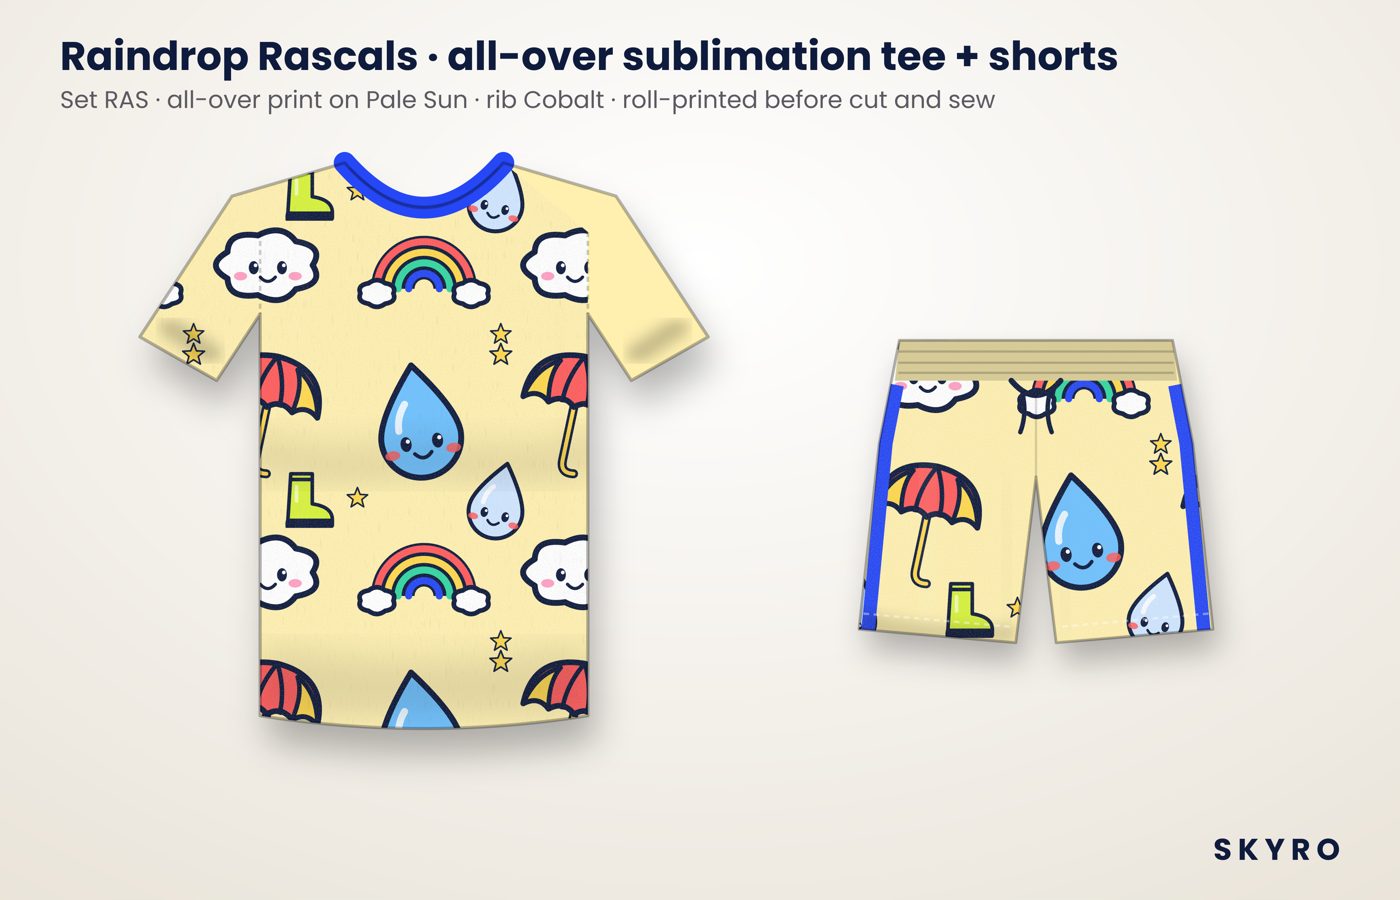 Raindrop Rascals · all-over sublimation tee + shorts
Set RAS · all-over print on Pale Sun · rib Cobalt · roll-printed before cut and sew
SKYRO